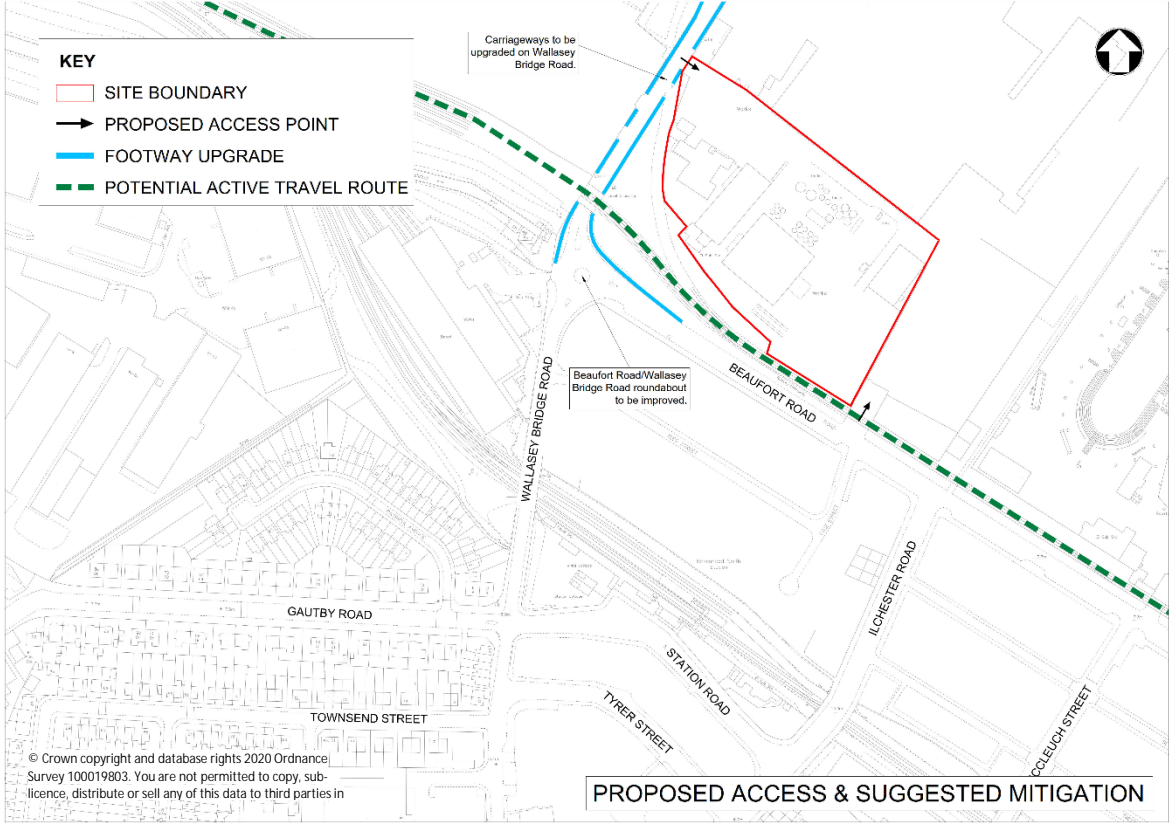 KEY
SITE BOUNDARY
PROPOSED ACCESS POINT
FOOTWAY UPGRADE
POTENTIAL ACTIVE TRAVEL ROUTE
Carriageways to be
upgraded on Wallasey
Bridge Road.
Beaufort Road/Wallasey
Bridge Road roundabout
to be improved.
BEAUFORT ROAD
WALLASEY BRIDGE ROAD
ILCHESTER ROAD
GAUTBY ROAD
STATION ROAD
TYRER STREET
TOWNSEND STREET
CCLEUCH STREET
© Crown copyright and database rights 2020 Ordnance
Survey 100019803. You are not permitted to copy, sub-
licence, distribute or sell any of this data to third parties in
PROPOSED ACCESS & SUGGESTED MITIGATION